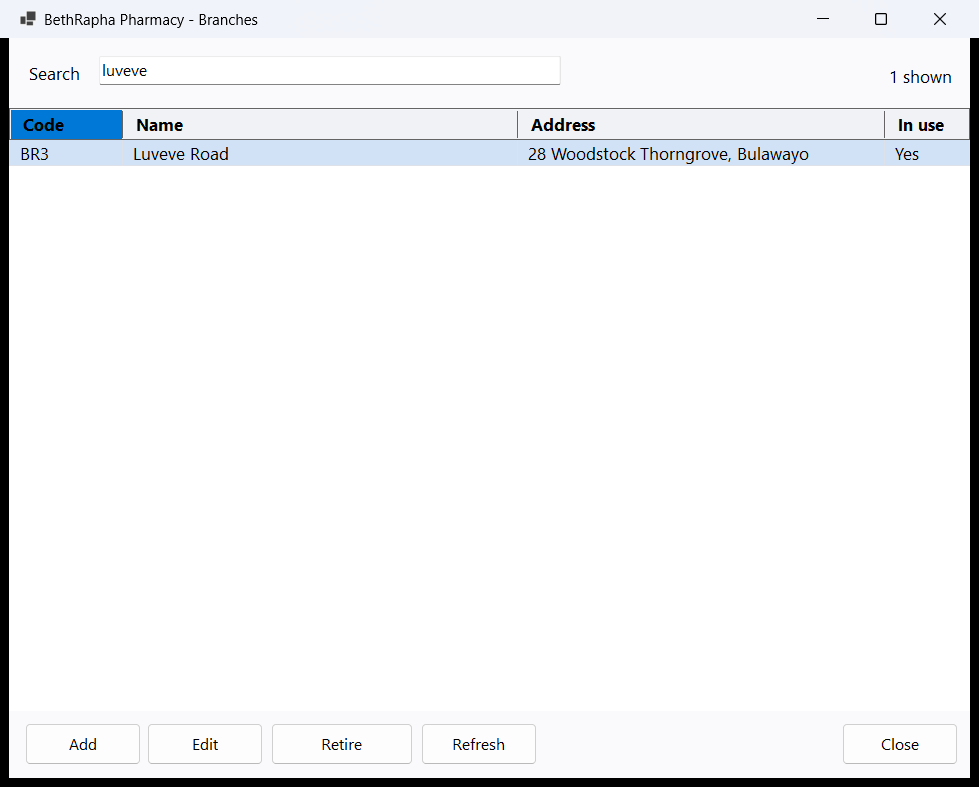 BethRapha Pharmacy - Branches
Search luveve 1 shown
Code Name Address In use
BR3 Luveve Road 28 Woodstock Thorngrove, Bulawayo Yes
Add Edit Retire Refresh Close